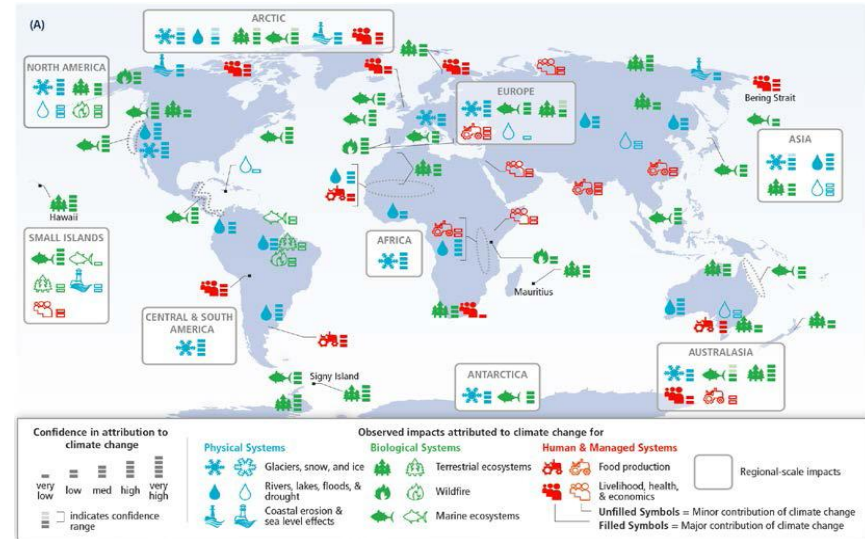 (A)
ARCTIC
NORTH AMERICA
EUROPE
Bering Strait
ASIA
Hawaii
SMALL ISLANDS
AFRICA
Mauritius
CENTRAL & SOUTH
AMERICA
AUSTRALASIA
Signy Island
ANTARCTICA
Confidence in attribution to
climate change
very
low
low
med
high
very
high
indicates confidence
range
Observed impacts attributed to climate change for
Physical Systems
Glaciers, snow, and ice
Rivers, lakes, floods, &
drought
Coastal erosion &
sea level effects
Biological Systems
Terrestrial ecosystems
Wildfire
Marine ecosystems
Human & Managed Systems
Food production
Livelihood, health,
& economics
Regional-scale impacts
Unfilled Symbols = Minor contribution of climate change
Filled Symbols = Major contribution of climate change